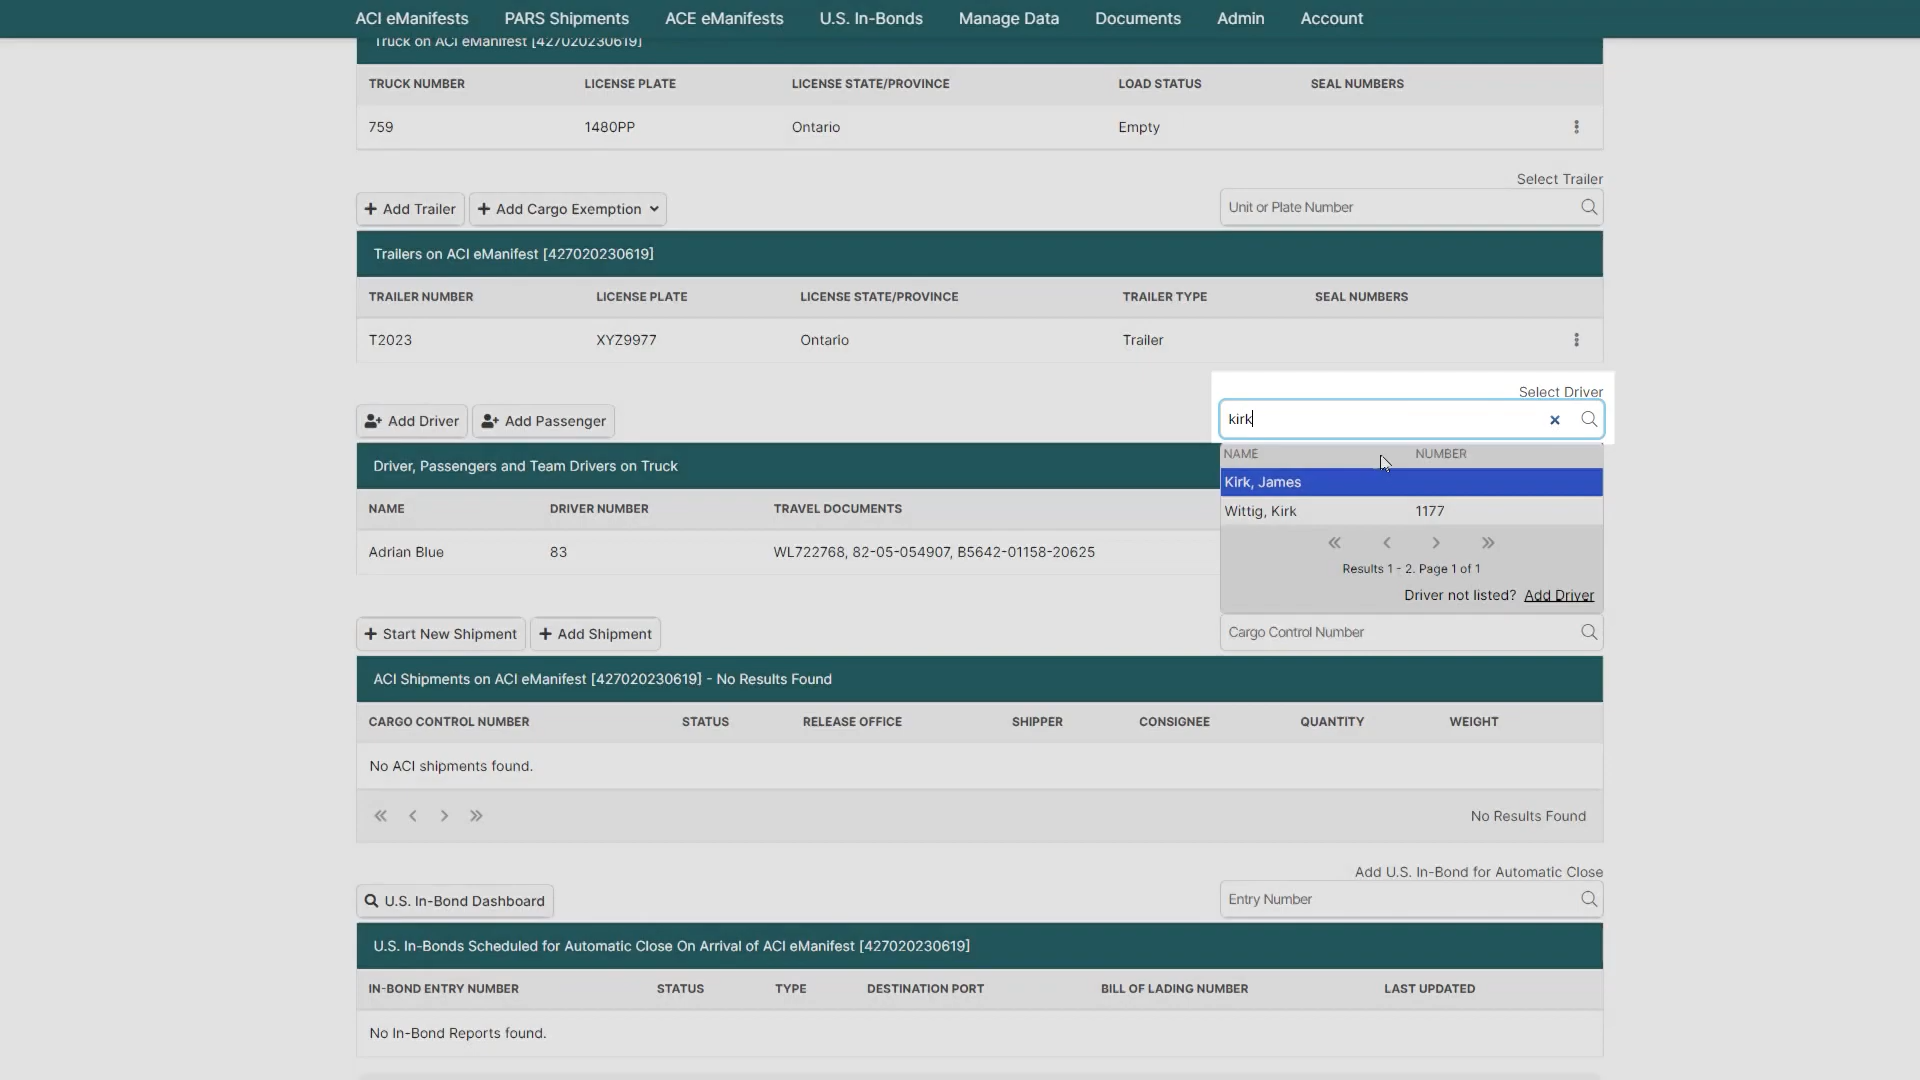 ACI eManifests PARS Shipments ACE eManifests U.S. In-Bonds Manage Data Documents Admin Account
Truck on ACI eManifest [427020230619]
TRUCK NUMBER LICENSE PLATE LICENSE STATE/PROVINCE LOAD STATUS SEAL NUMBERS
759 1480PP Ontario Empty
Select Trailer
Add Trailer Add Cargo Exemption Unit or Plate Number
Trailers on ACI eManifest [427020230619]
TRAILER NUMBER LICENSE PLATE LICENSE STATE/PROVINCE TRAILER TYPE SEAL NUMBERS
T2023 XYZ9977 Ontario Trailer
Select Driver
Add Driver Add Passenger kirk
NAME NUMBER
Driver, Passengers and Team Drivers on Truck
Kirk, James
NAME DRIVER NUMBER TRAVEL DOCUMENTS
Wittig, Kirk 1177
Adrian Blue 83 WL722768, 82-05-054907, B5642-01158-20625
Results 1 - 2. Page 1 of 1
Driver not listed? Add Driver
Start New Shipment Add Shipment Cargo Control Number
ACI Shipments on ACI eManifest [427020230619] - No Results Found
CARGO CONTROL NUMBER STATUS RELEASE OFFICE SHIPPER CONSIGNEE QUANTITY WEIGHT
No ACI shipments found.
No Results Found
Add U.S. In-Bond for Automatic Close
U.S. In-Bond Dashboard Entry Number
U.S. In-Bonds Scheduled for Automatic Close On Arrival of ACI eManifest [427020230619]
IN-BOND ENTRY NUMBER STATUS TYPE DESTINATION PORT BILL OF LADING NUMBER LAST UPDATED
No In-Bond Reports found.